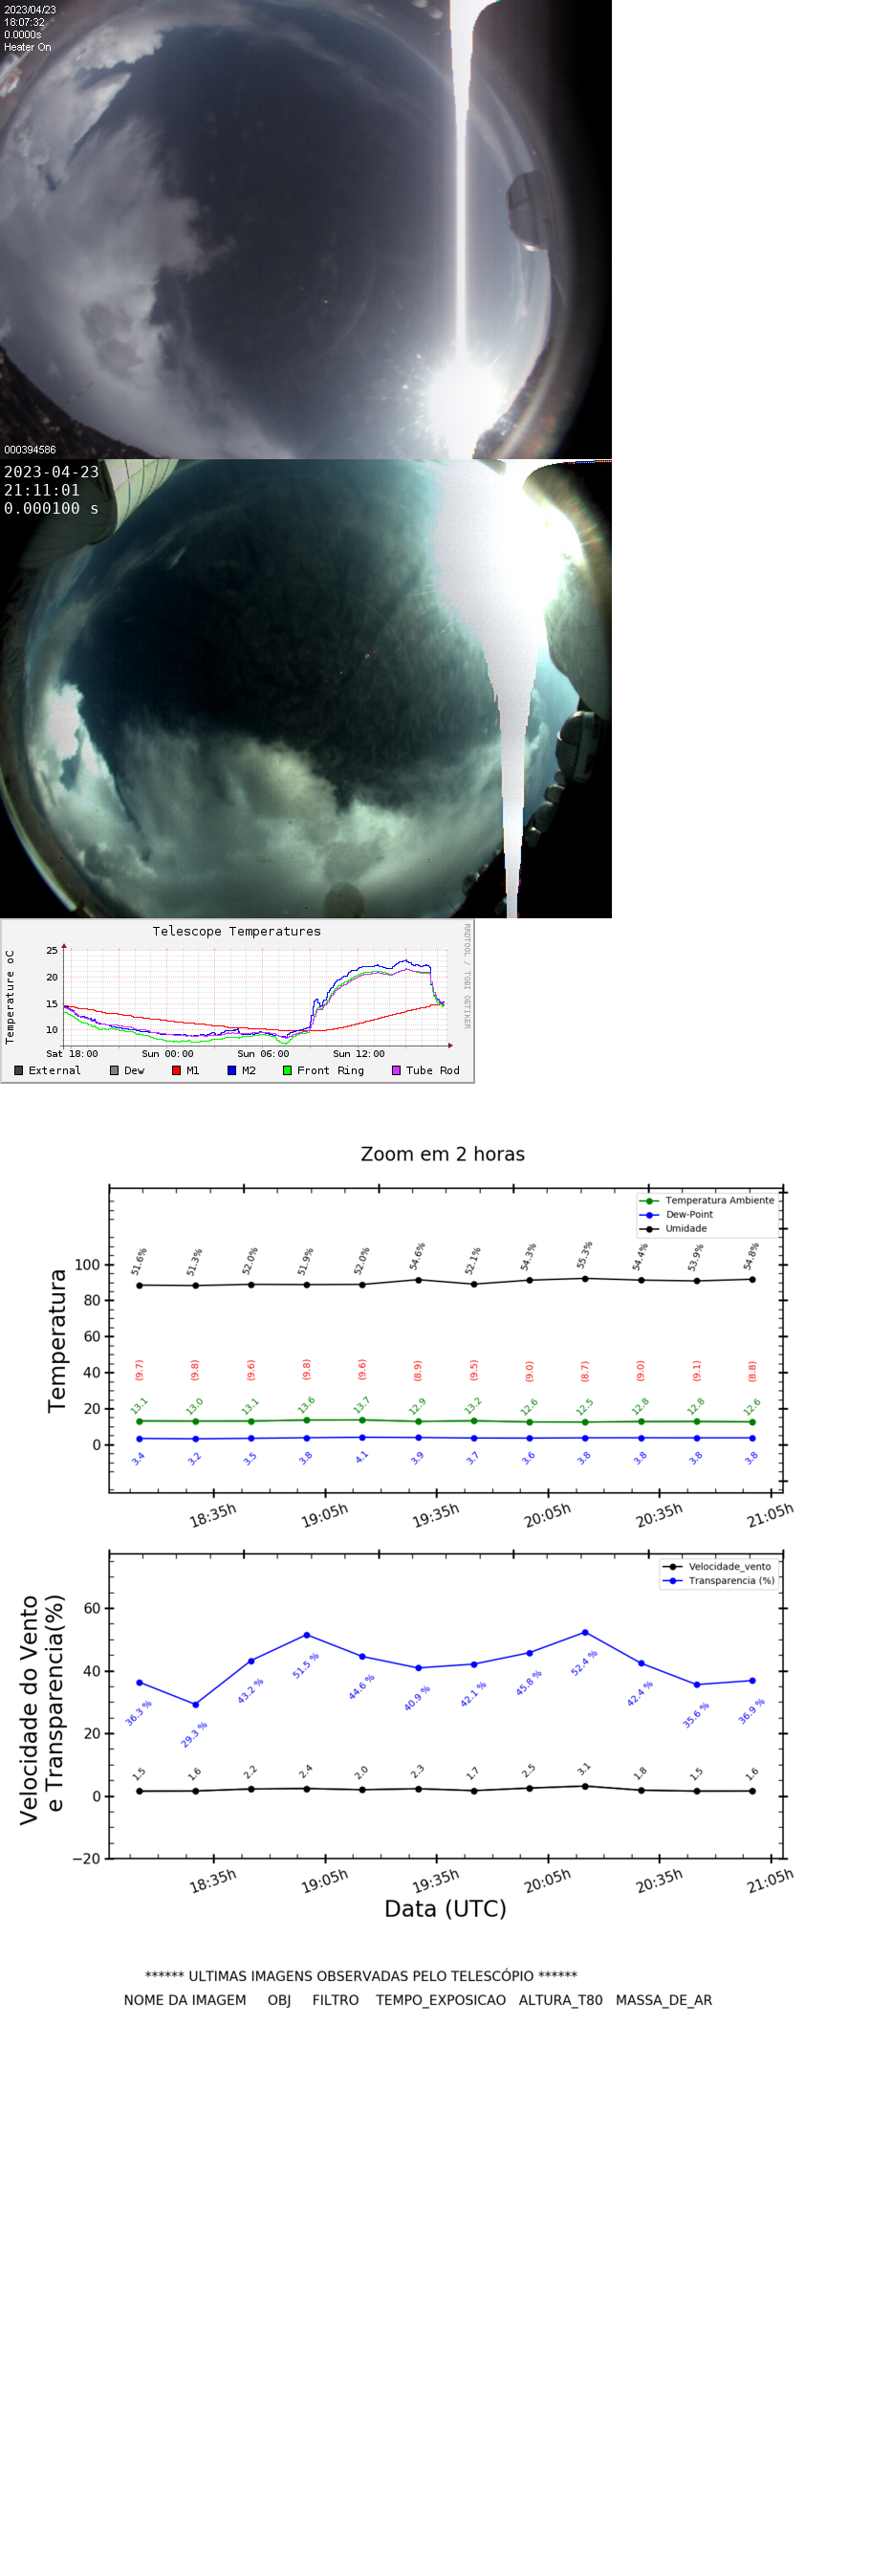 2023/04/23
18:07:32
0.0000s
Heater On
000394586
2023-04-23
21:11:01
0.000100 s
Telescope Temperatures
RRDTOOL / TOBI OETIKER
Temperature oC
25
20
15
10
Sat 18:00 Sun 00:00 Sun 06:00 Sun 12:00
External Dew M1 M2 Front Ring Tube Rod
Zoom em 2 horas
Temperatura Ambiente
Dew-Point
Umidade
Temperatura
100
80
60
40
20
0
51.6% 51.3% 52.0% 51.9% 52.0% 54.6% 52.1% 54.3% 55.3% 54.4% 53.9% 54.8%
(9.7) (9.8) (9.6) (9.8) (9.6) (8.9) (9.5) (9.0) (8.7) (9.0) (9.1) (8.8)
13.1 13.0 13.1 13.6 13.7 12.9 13.2 12.6 12.5 12.8 12.8 12.6
3.4 3.2 3.5 3.8 4.1 3.9 3.7 3.6 3.8 3.8 3.8 3.8
18:35h 19:05h 19:35h 20:05h 20:35h 21:05h
Velocidade_vento
Transparencia (%)
Velocidade do Vento
e Transparencia(%)
60
40
20
0
−20
36.3 % 29.3 % 43.2 % 51.5 % 44.6 % 40.9 % 42.1 % 45.8 % 52.4 % 42.4 % 35.6 % 36.9 %
1.5 1.6 2.2 2.4 2.0 2.3 1.7 2.5 3.1 1.8 1.5 1.6
18:35h 19:05h 19:35h 20:05h 20:35h 21:05h
Data (UTC)
****** ULTIMAS IMAGENS OBSERVADAS PELO TELESCÓPIO ******
NOME DA IMAGEM OBJ FILTRO TEMPO_EXPOSICAO ALTURA_T80 MASSA_DE_AR